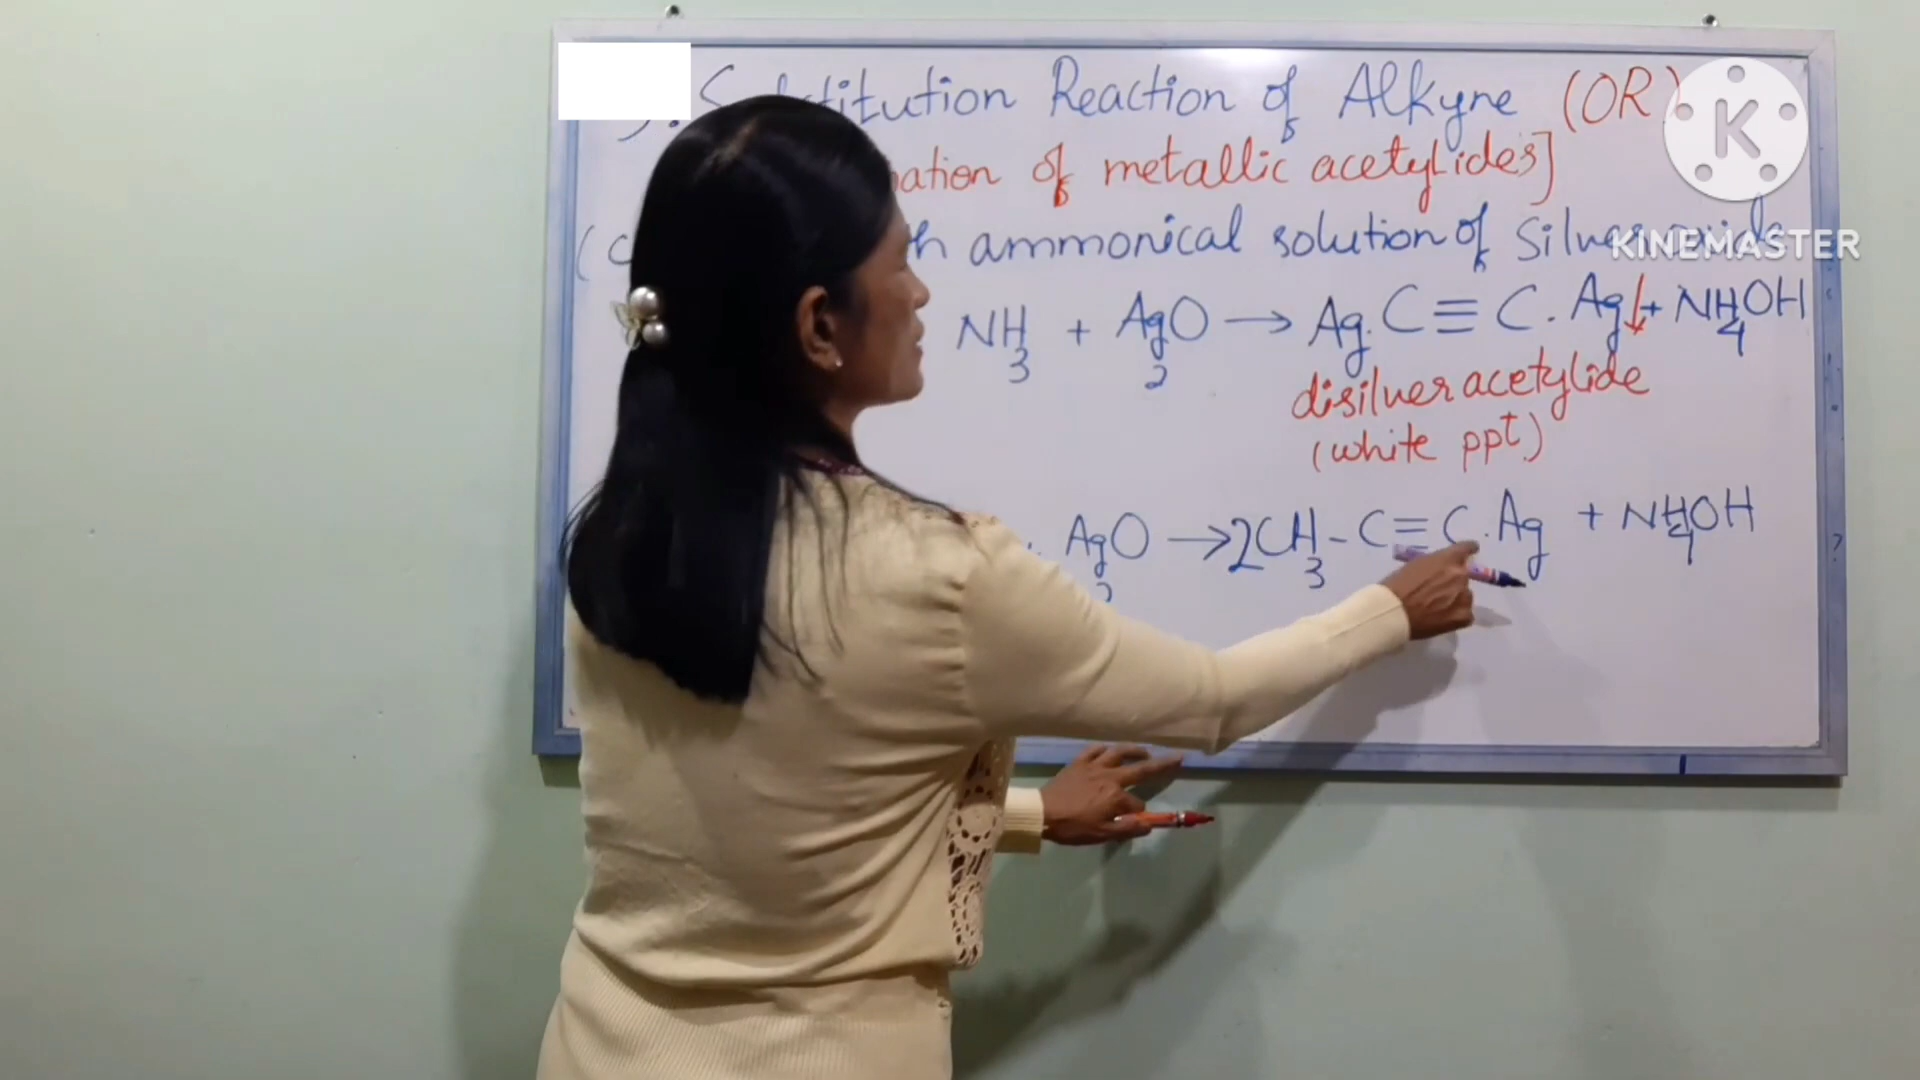 Substitution Reaction of Alkyne (OR)
of metallic acetylides]
ammonical solution of Silver oxide
NH3 + Ag2O → Ag.C≡C.Ag↓ + NH4OH
disilver acetylide
(white ppt)
Ag2O → 2CH3-C≡C.Ag + NH4OH
K
KINEMASTER